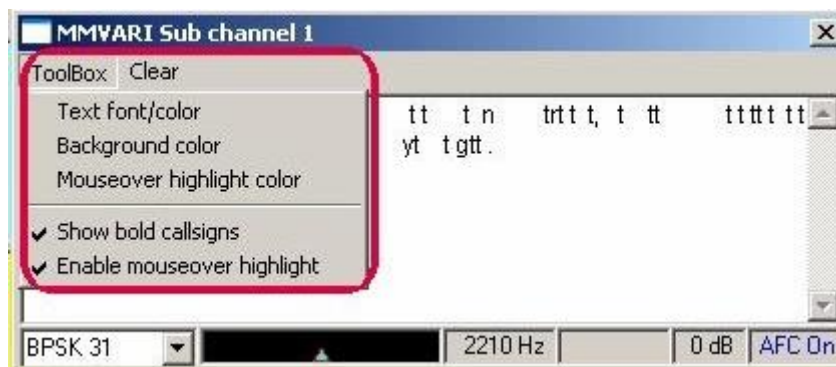 MMVARI Sub channel 1
ToolBox Clear
Text font/color
Background color
Mouseover highlight color
Show bold callsigns
Enable mouseover highlight
tt t n trtt t, t tt ttttt tt
yt t gtt.
BPSK 31 2210 Hz 0 dB AFC On